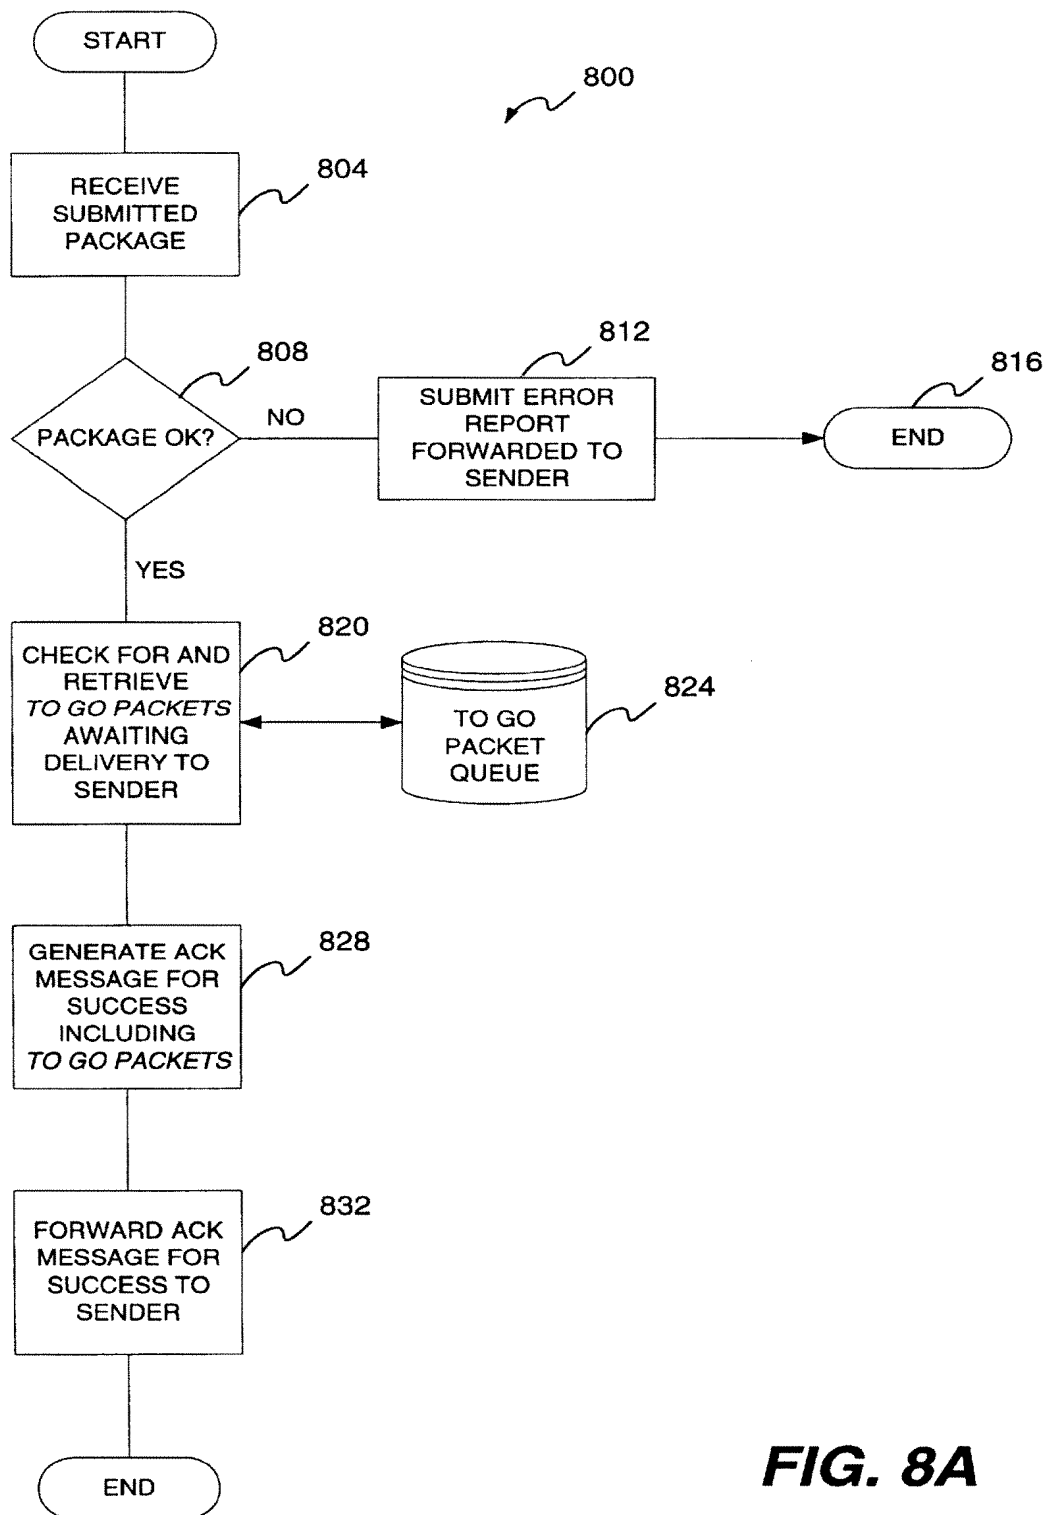 START
800
804
RECEIVE
SUBMITTED
PACKAGE
808
PACKAGE OK?
NO
812
SUBMIT ERROR
REPORT
FORWARDED TO
SENDER
816
END
YES
820
CHECK FOR AND
RETRIEVE
TO GO PACKETS
AWAITING
DELIVERY TO
SENDER
824
TO GO
PACKET
QUEUE
828
GENERATE ACK
MESSAGE FOR
SUCCESS
INCLUDING
TO GO PACKETS
832
FORWARD ACK
MESSAGE FOR
SUCCESS TO
SENDER
END
FIG. 8A